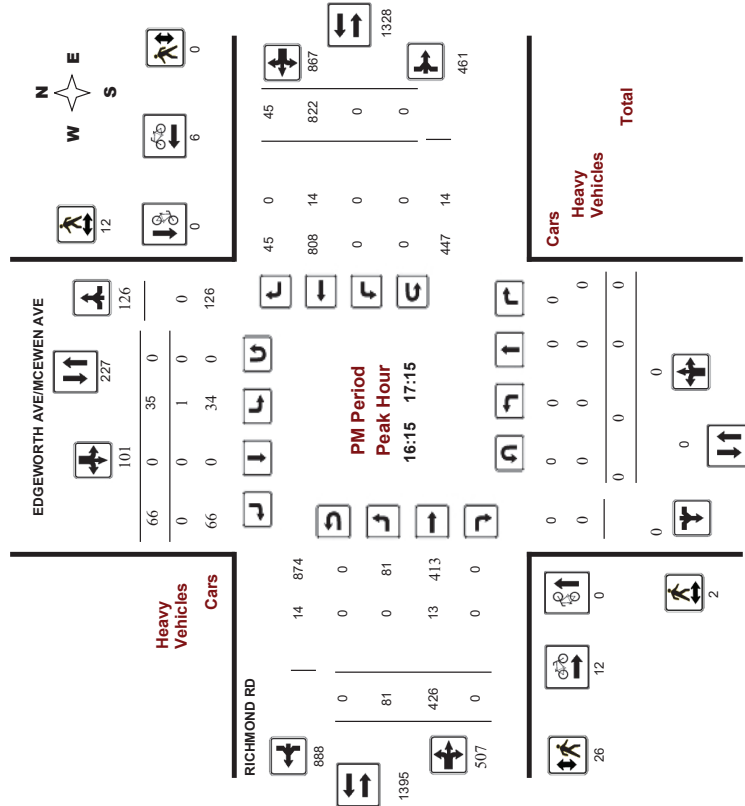 EDGEWORTH AVE/MCEWEN AVE
N
W E
S
12 0
0 6
101 227 126
66 0 35 0
0 0 1 0 0
66 0 34 0 126
Heavy
Vehicles
Cars
RICHMOND RD
888 14 874
1395
0 0 0
81 0 81
507 426 13 413
0 0 0
PM Period
Peak Hour
16:15 17:15
867 1328 461
45 0 45
808 14 822
0 0 0
0 0 0
447 14
Cars
Heavy
Vehicles
Total
0 0 0 0 0
0 0 0 0 0
0 0 0 0
0 0 0
26 12 0
2